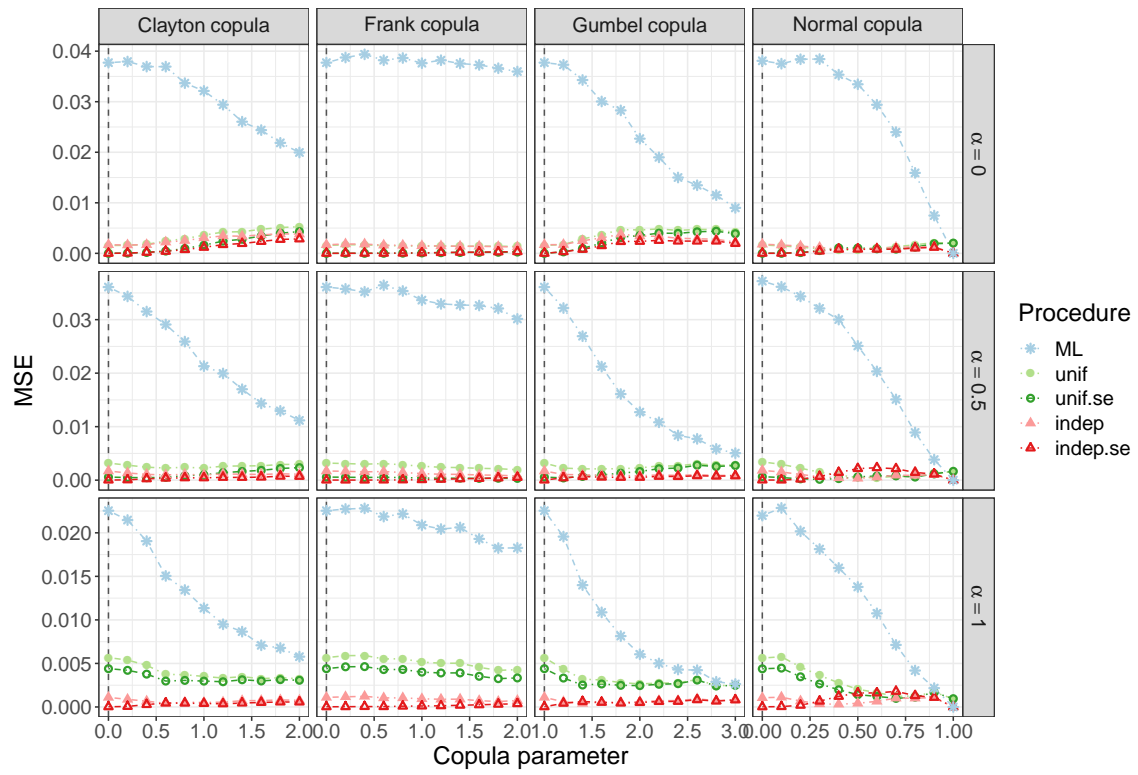 Clayton copula Frank copula Gumbel copula Normal copula
0.04
0.03
0.02
0.01
0.00
α = 0
0.03
0.02
0.01
0.00
α = 0.5
0.020
0.015
0.010
0.005
0.000
α = 1
0.0 0.5 1.0 1.5 2.0 0.0 0.5 1.0 1.5 2.0 1.0 1.5 2.0 2.5 3.0 0.00 0.25 0.50 0.75 1.00
MSE
Copula parameter
Procedure
ML
unif
unif.se
indep
indep.se